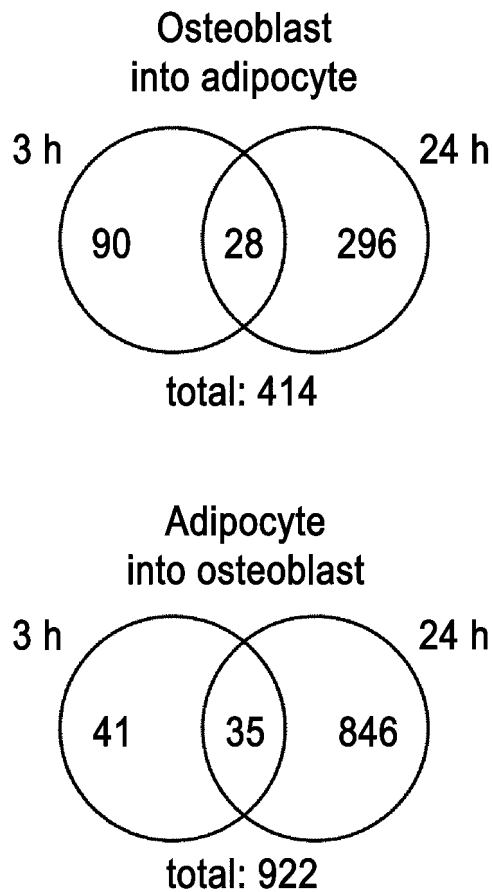 Osteoblast
into adipocyte
3 h 24 h
90 28 296
total: 414
Adipocyte
into osteoblast
3 h 24 h
41 35 846
total: 922